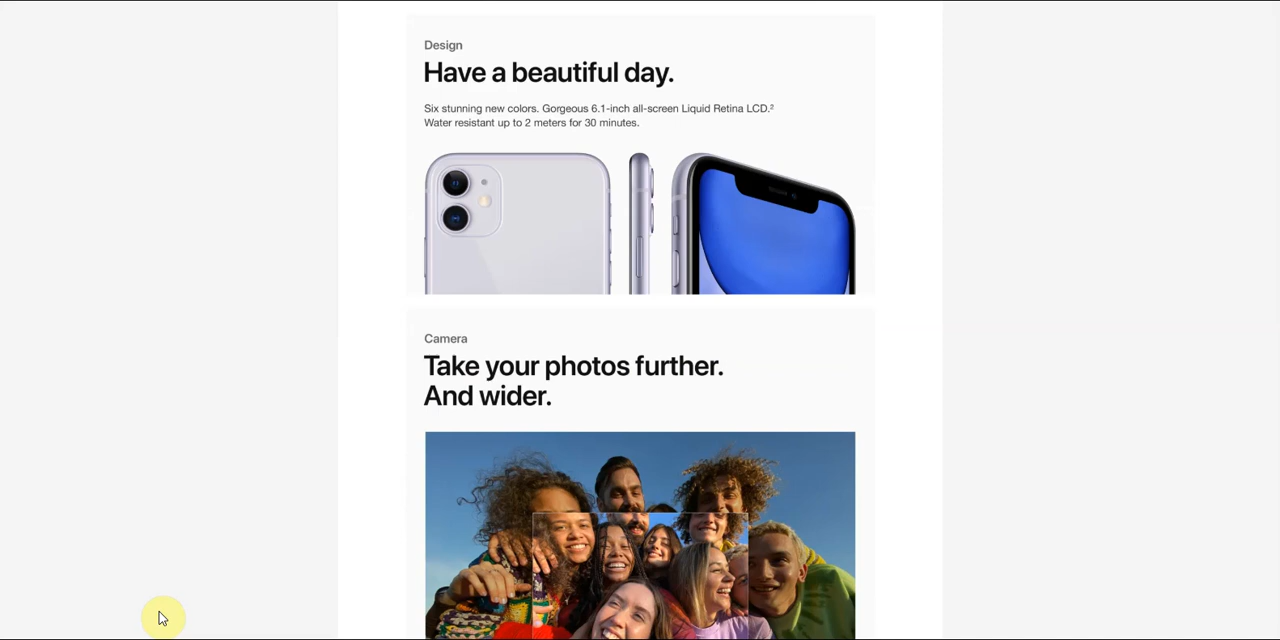 Design
Have a beautiful day.
Six stunning new colors. Gorgeous 6.1-inch all-screen Liquid Retina LCD.²
Water resistant up to 2 meters for 30 minutes.
Camera
Take your photos further.
And wider.